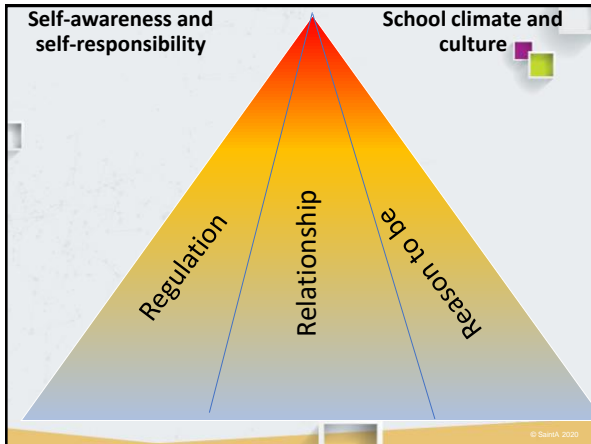 Self-awareness and
self-responsibility
School climate and
culture
Regulation
Relationship
Reason to be
© SaintA 2020